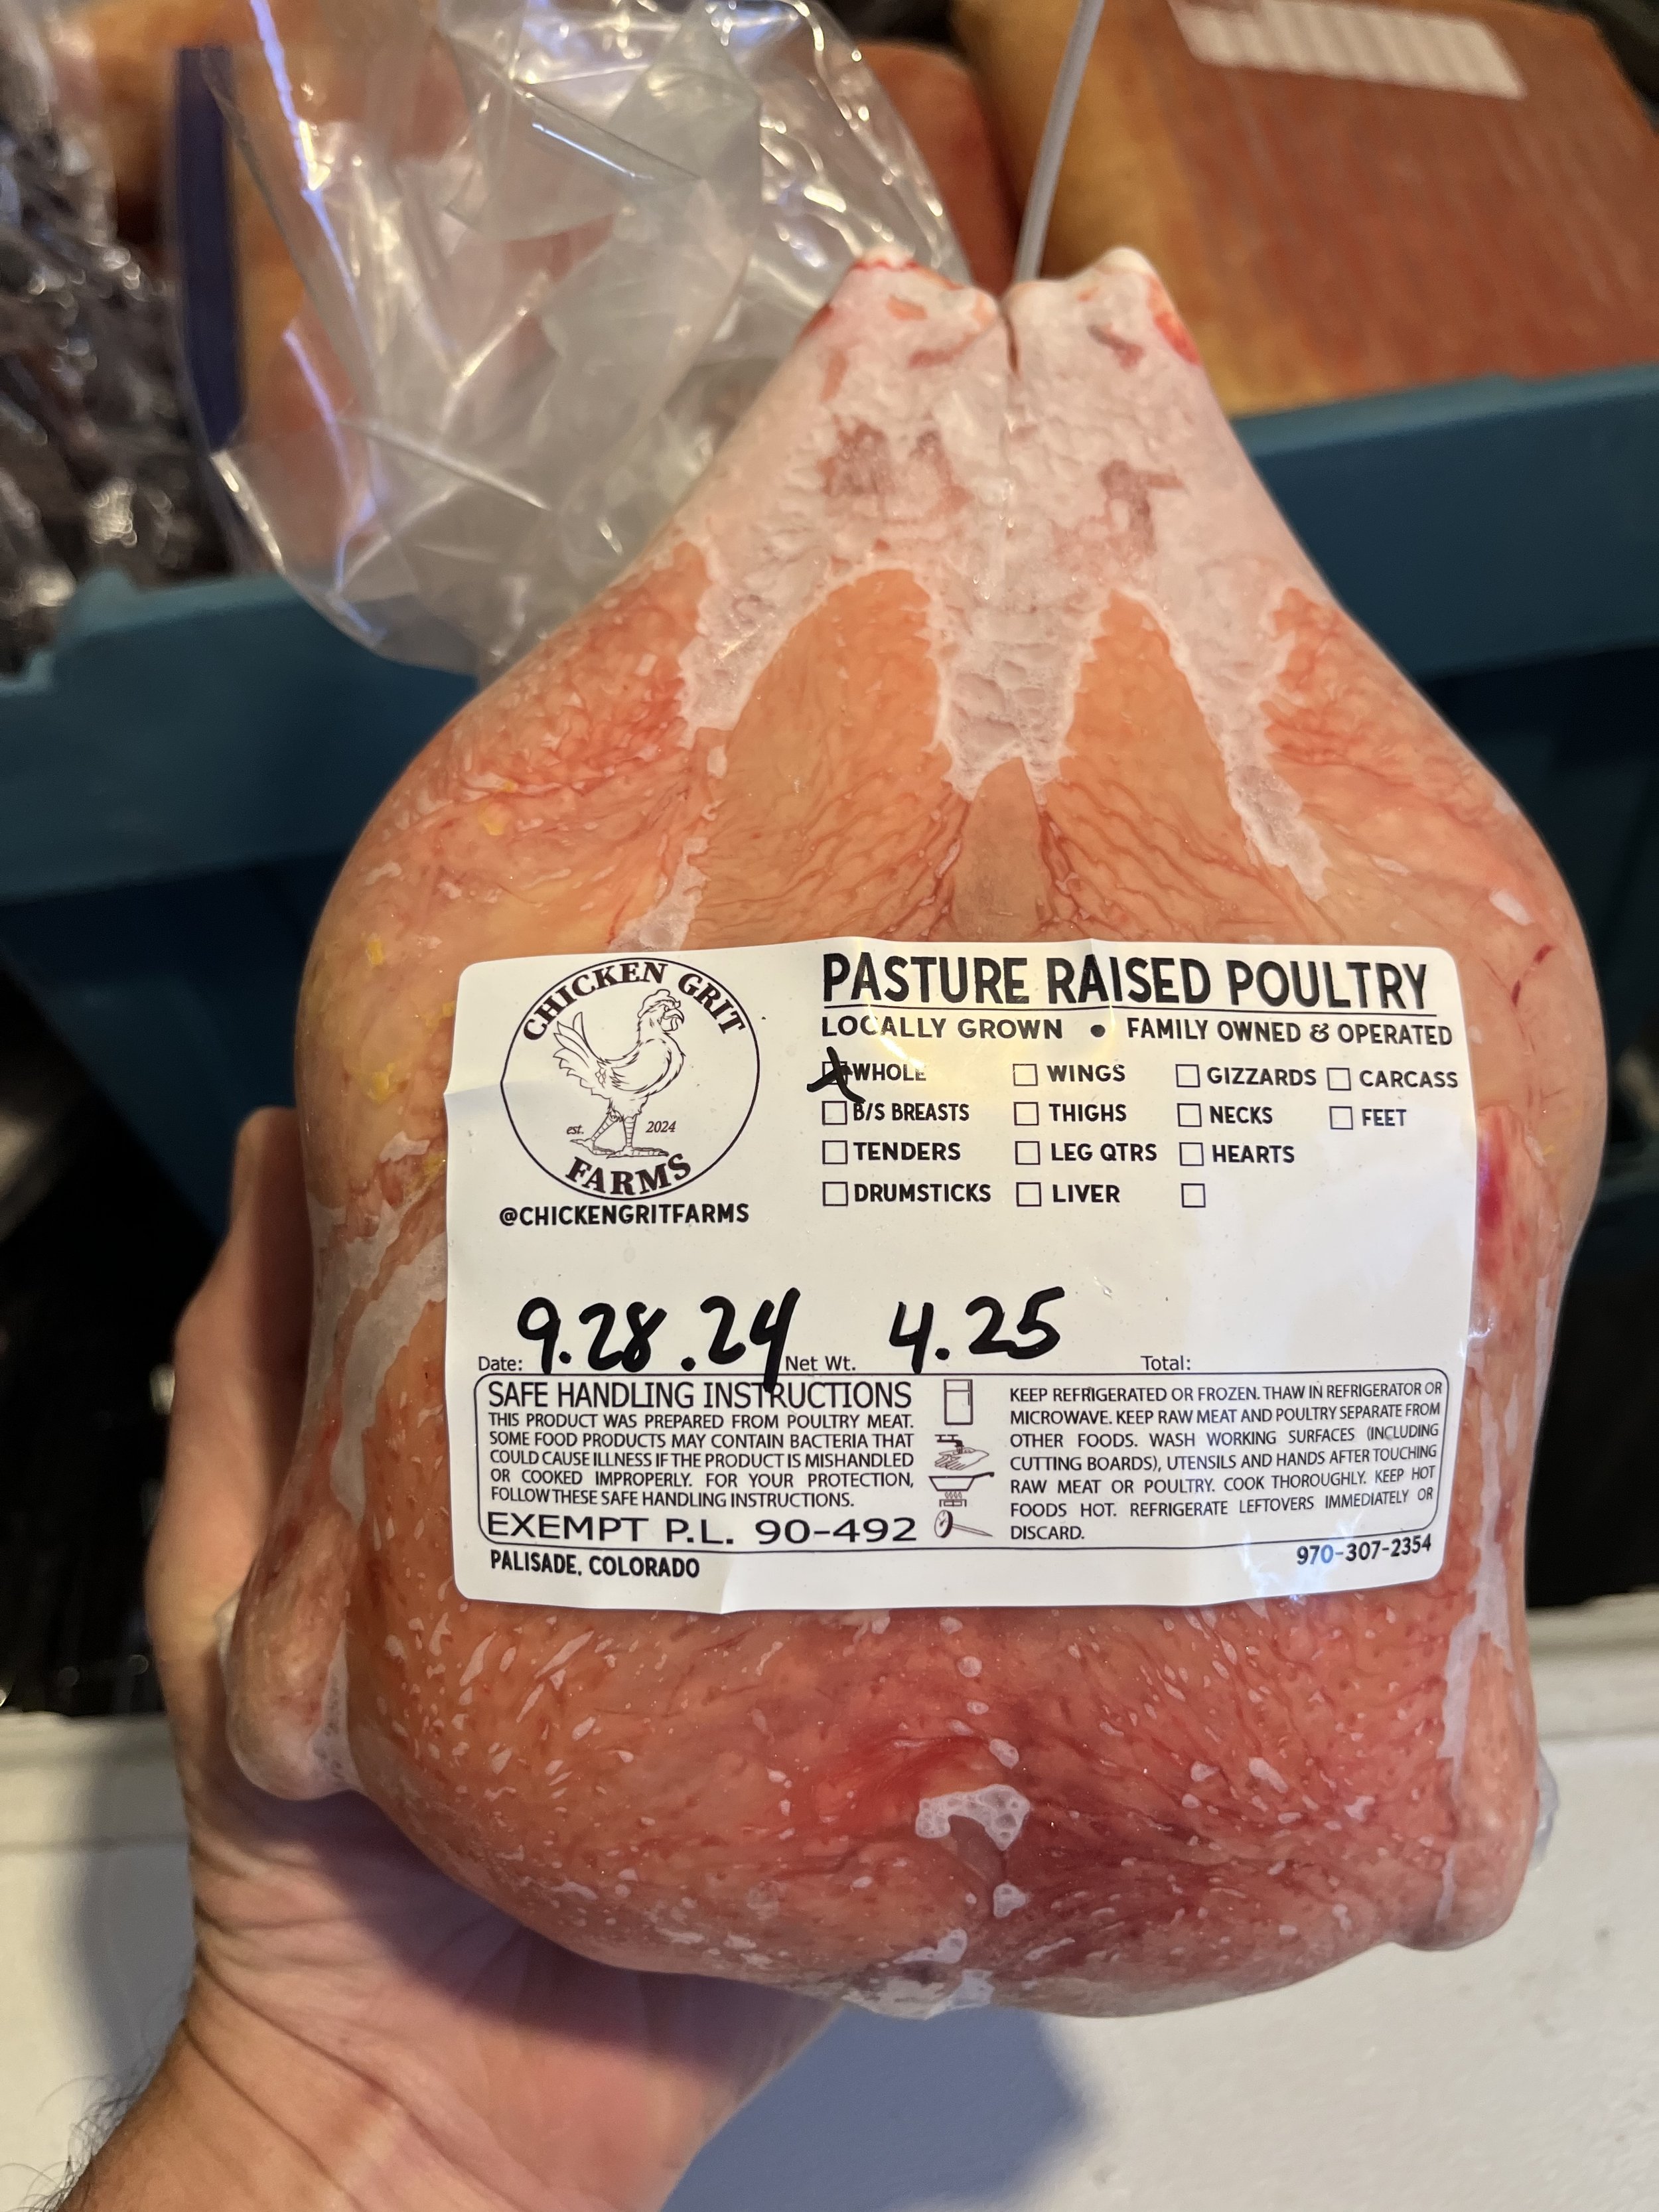 CHICKEN GRIT
est. 2024
FARMS
@CHICKENGRITFARMS
PASTURE RAISED POULTRY
LOCALLY GROWN • FAMILY OWNED & OPERATED
WHOLE WINGS GIZZARDS CARCASS
B/S BREASTS THIGHS NECKS FEET
TENDERS LEG QTRS HEARTS
DRUMSTICKS LIVER
Date: 9.28.24 Net Wt. 4.25 Total:
SAFE HANDLING INSTRUCTIONS
THIS PRODUCT WAS PREPARED FROM POULTRY MEAT.
SOME FOOD PRODUCTS MAY CONTAIN BACTERIA THAT
COULD CAUSE ILLNESS IF THE PRODUCT IS MISHANDLED
OR COOKED IMPROPERLY. FOR YOUR PROTECTION,
FOLLOW THESE SAFE HANDLING INSTRUCTIONS.
EXEMPT P.L. 90-492
KEEP REFRIGERATED OR FROZEN. THAW IN REFRIGERATOR OR
MICROWAVE. KEEP RAW MEAT AND POULTRY SEPARATE FROM
OTHER FOODS. WASH WORKING SURFACES (INCLUDING
CUTTING BOARDS), UTENSILS AND HANDS AFTER TOUCHING
RAW MEAT OR POULTRY. COOK THOROUGHLY. KEEP HOT
FOODS HOT. REFRIGERATE LEFTOVERS IMMEDIATELY OR
DISCARD.
PALISADE, COLORADO
970-307-2354